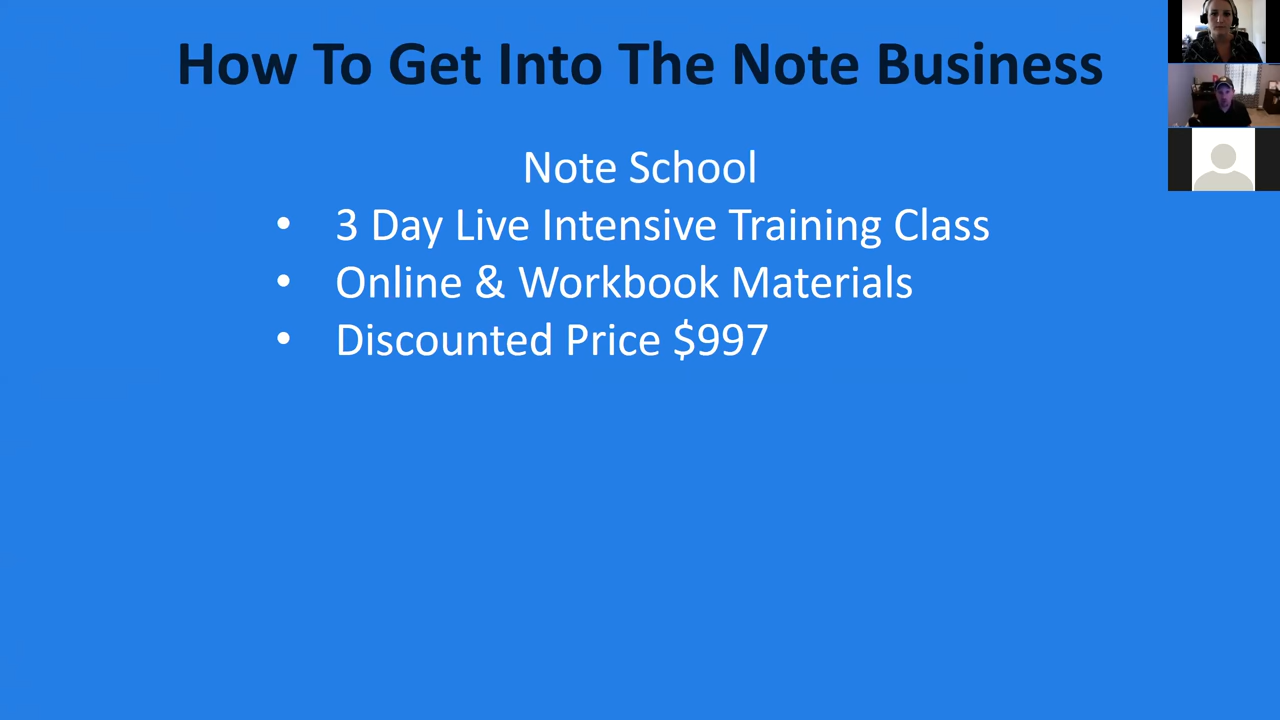 How To Get Into The Note Business
Note School
• 3 Day Live Intensive Training Class
• Online & Workbook Materials
• Discounted Price $997